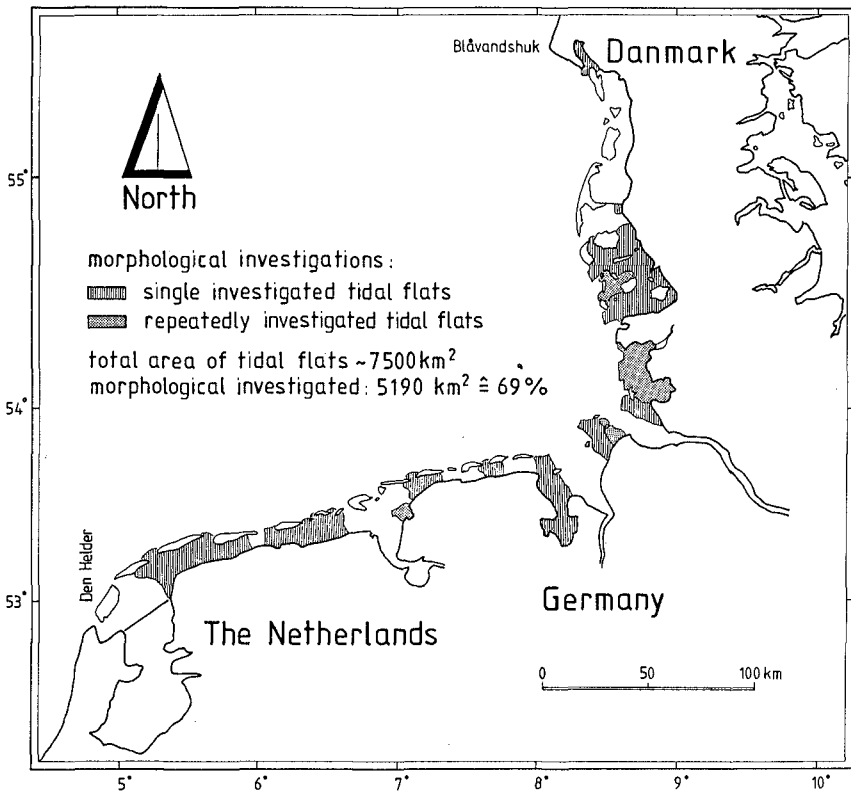 Blåvandshuk
Danmark
55°
North
morphological investigations:
single investigated tidal flats
repeatedly investigated tidal flats
total area of tidal flats ~7500km²
morphological investigated: 5190 km² ≙ 69%
54°
Den Helder
53°
Germany
The Netherlands
0 50 100 km
5° 6° 7° 8° 9° 10°